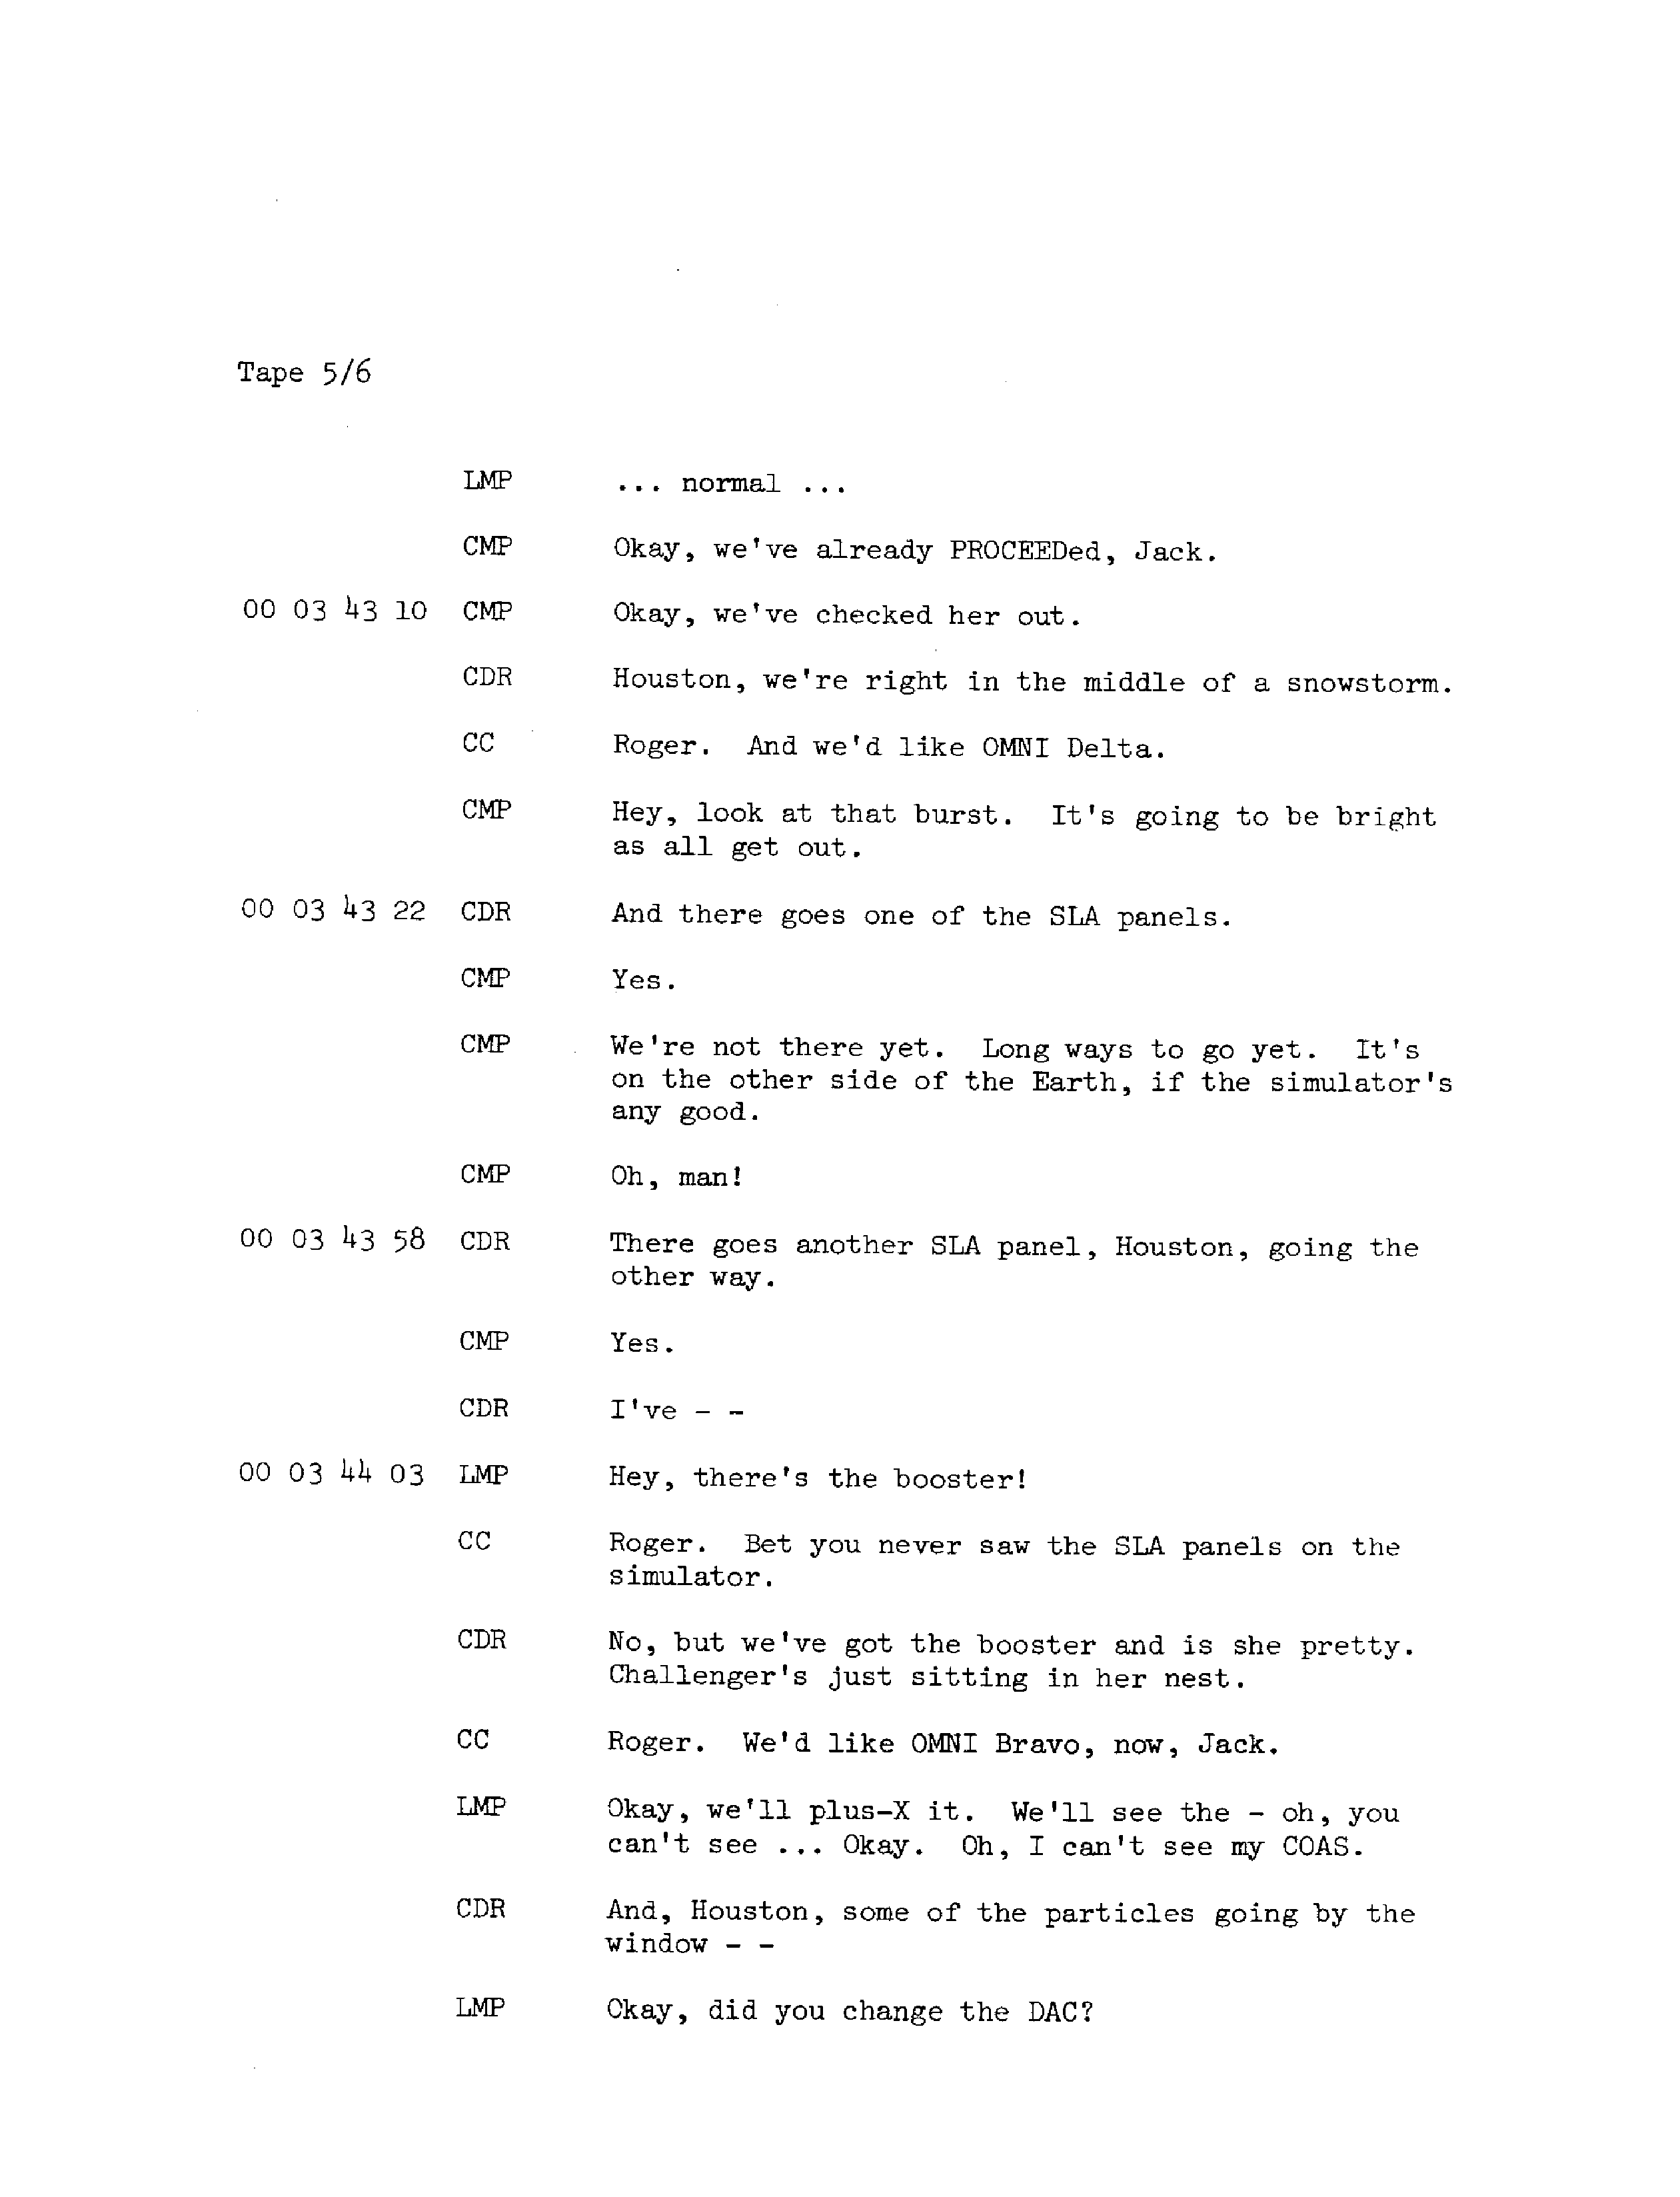 Tape 5/6
LMP ... normal ...
CMP Okay, we've already PROCEEDed, Jack.
00 03 43 10 CMP Okay, we've checked her out.
CDR Houston, we're right in the middle of a snowstorm.
CC Roger. And we'd like OMNI Delta.
CMP Hey, look at that burst. It's going to be bright
as all get out.
00 03 43 22 CDR And there goes one of the SLA panels.
CMP Yes.
CMP We're not there yet. Long ways to go yet. It's
on the other side of the Earth, if the simulator's
any good.
CMP Oh, man!
00 03 43 58 CDR There goes another SLA panel, Houston, going the
other way.
CMP Yes.
CDR I've - -
00 03 44 03 LMP Hey, there's the booster!
CC Roger. Bet you never saw the SLA panels on the
simulator.
CDR No, but we've got the booster and is she pretty.
Challenger's just sitting in her nest.
CC Roger. We'd like OMNI Bravo, now, Jack.
LMP Okay, we'll plus-X it. We'll see the - oh, you
can't see ... Okay. Oh, I can't see my COAS.
CDR And, Houston, some of the particles going by the
window - -
LMP Okay, did you change the DAC?